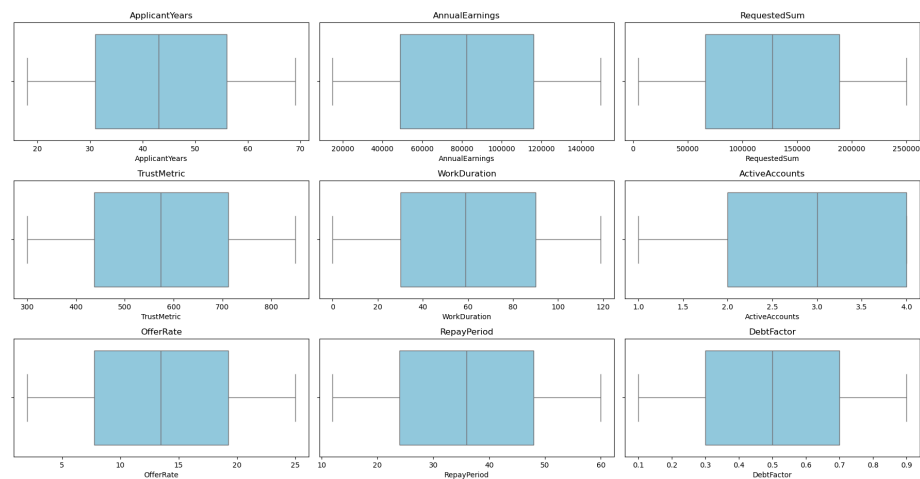 ApplicantYears AnnualEarnings RequestedSum
20 30 40 50 60 70 20000 40000 60000 80000 100000 120000 140000 0 50000 100000 150000 200000 250000
ApplicantYears AnnualEarnings RequestedSum
TrustMetric WorkDuration ActiveAccounts
300 400 500 600 700 800 0 20 40 60 80 100 120 1.0 1.5 2.0 2.5 3.0 3.5 4.0
TrustMetric WorkDuration ActiveAccounts
OfferRate RepayPeriod DebtFactor
5 10 15 20 25 10 20 30 40 50 60 0.1 0.2 0.3 0.4 0.5 0.6 0.7 0.8 0.9
OfferRate RepayPeriod DebtFactor